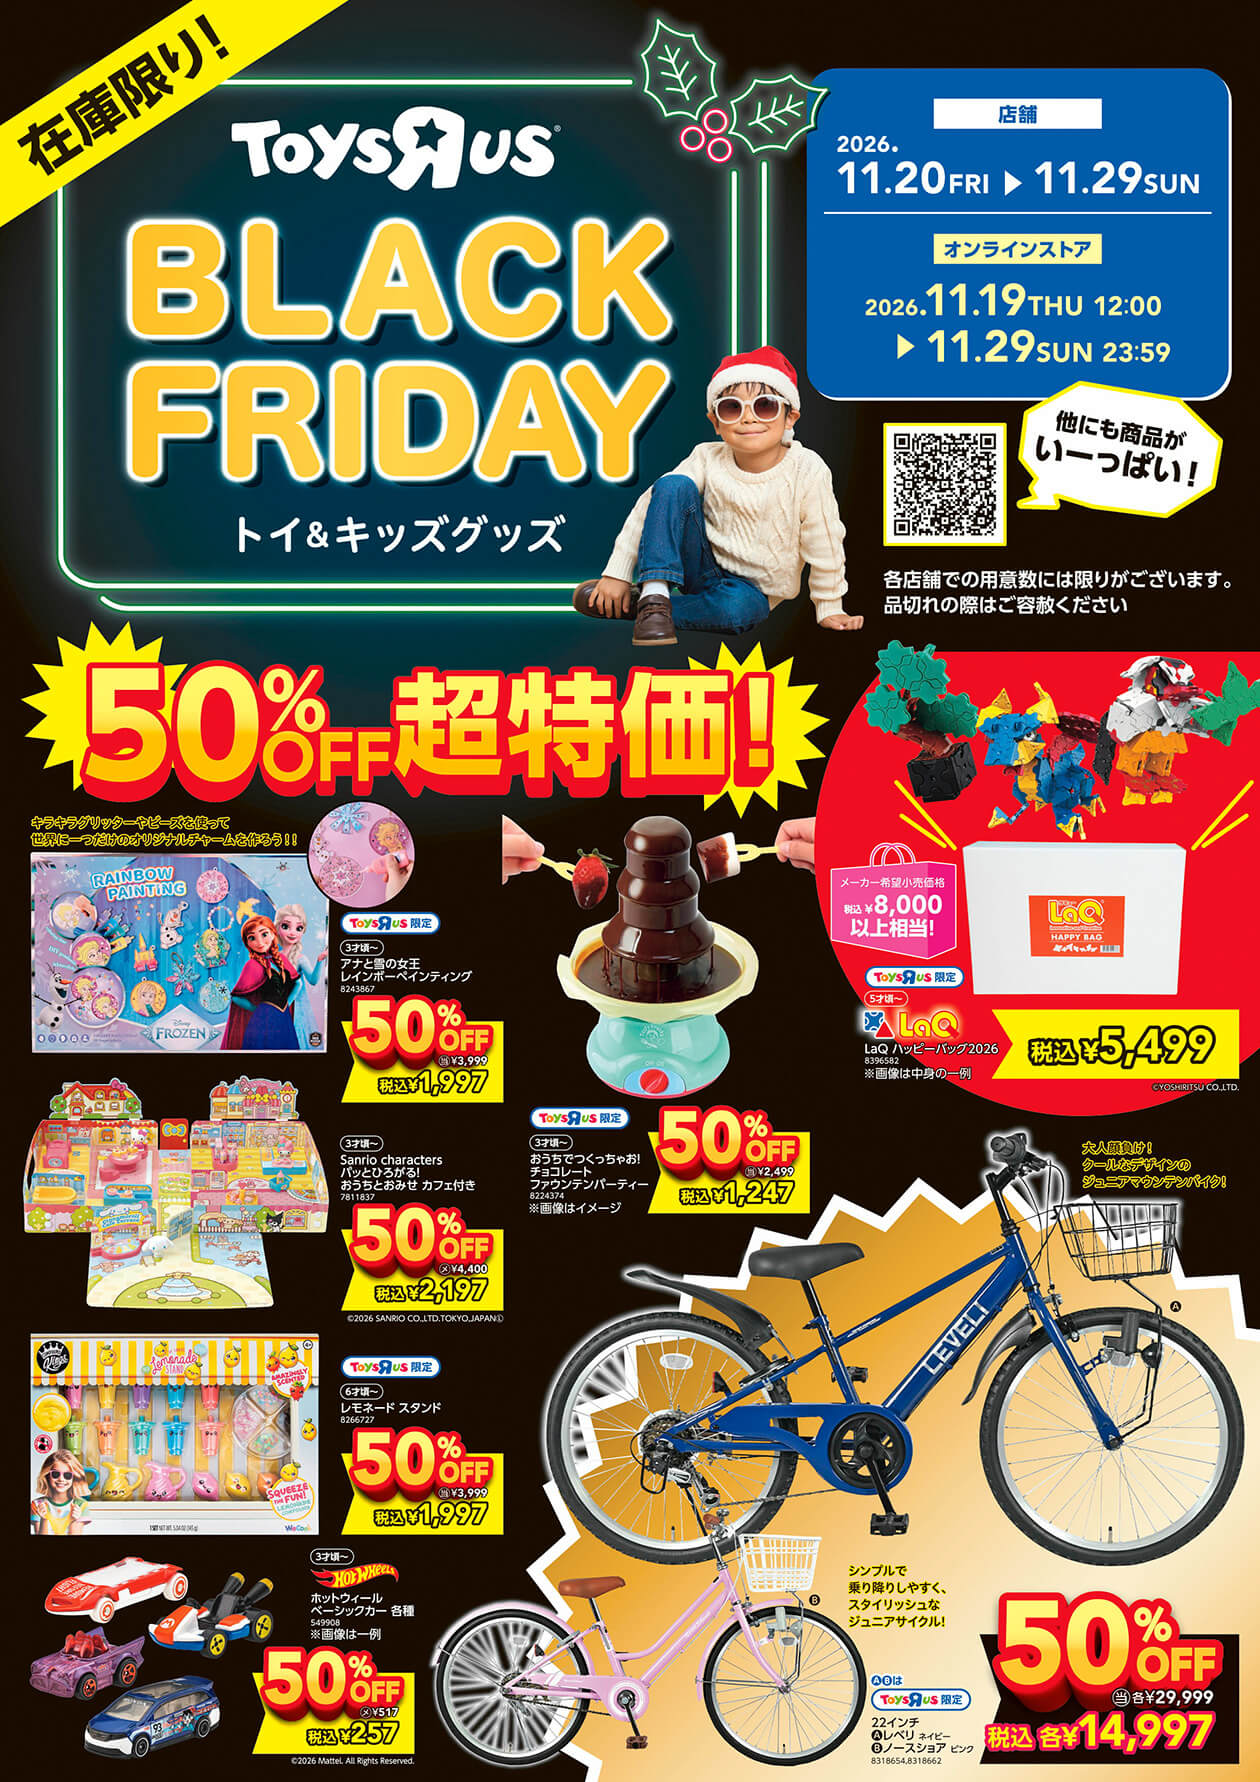 在庫限り!
TOYS"R"US®
BLACK
FRIDAY
トイ&キッズグッズ
店舗
2026.
11.20FRI ▶ 11.29SUN
オンラインストア
2026.11.19THU 12:00
▶ 11.29SUN 23:59
他にも商品が
いーっぱい!
各店舗での用意数には限りがございます。
品切れの際はご容赦ください
50%OFF超特価!
キラキラグリッターやビーズを使って
世界に一つだけのオリジナルチャームを作ろう!!
RAINBOW
PAINTING
Disney
FROZEN
TOYS"R"US 限定
3才頃~
アナと雪の女王
レインボーペインティング
8243867
50%OFF
当¥3,999
税込¥1,997
3才頃~
Sanrio characters
パッとひろがる!
おうちとおみせ カフェ付き
7811837
50%OFF
メ¥4,400
税込¥2,197
©2026 SANRIO CO.,LTD.TOKYO,JAPAN Ⓛ
Lemonade
STAND
AMAZINGLY
SCENTED
SQUEEZE
THE FUN!
LEMONADE
TOYS"R"US 限定
6才頃~
レモネード スタンド
8266727
50%OFF
当¥3,999
税込¥1,997
3才頃~
HOT WHEELS
ホットウィール
ベーシックカー 各種
549908
※画像は一例
50%OFF
メ¥517
税込¥257
©2026 Mattel. All Rights Reserved.
TOYS"R"US 限定
3才頃~
おうちでつくっちゃお!
チョコレート
ファウンテンパーティー
8224374
※画像はイメージ
50%OFF
当¥2,499
税込¥1,247
メーカー希望小売価格
税込¥8,000
以上相当!
LaQ
HAPPY BAG
TOYS"R"US 限定
5才頃~
LaQ
LaQ ハッピーバッグ2026
8396582
※画像は中身の一例
税込¥5,499
©YOSHIRITSU CO.,LTD.
大人顔負け!
クールなデザインの
ジュニアマウンテンバイク!
LEVELI
A
B
シンプルで
乗り降りしやすく、
スタイリッシュな
ジュニアサイクル!
ABは
TOYS"R"US 限定
22インチ
Aレベリ ネイビー
Bノースショア ピンク
8318654,8318662
50%OFF
当各¥29,999
税込 各¥14,997